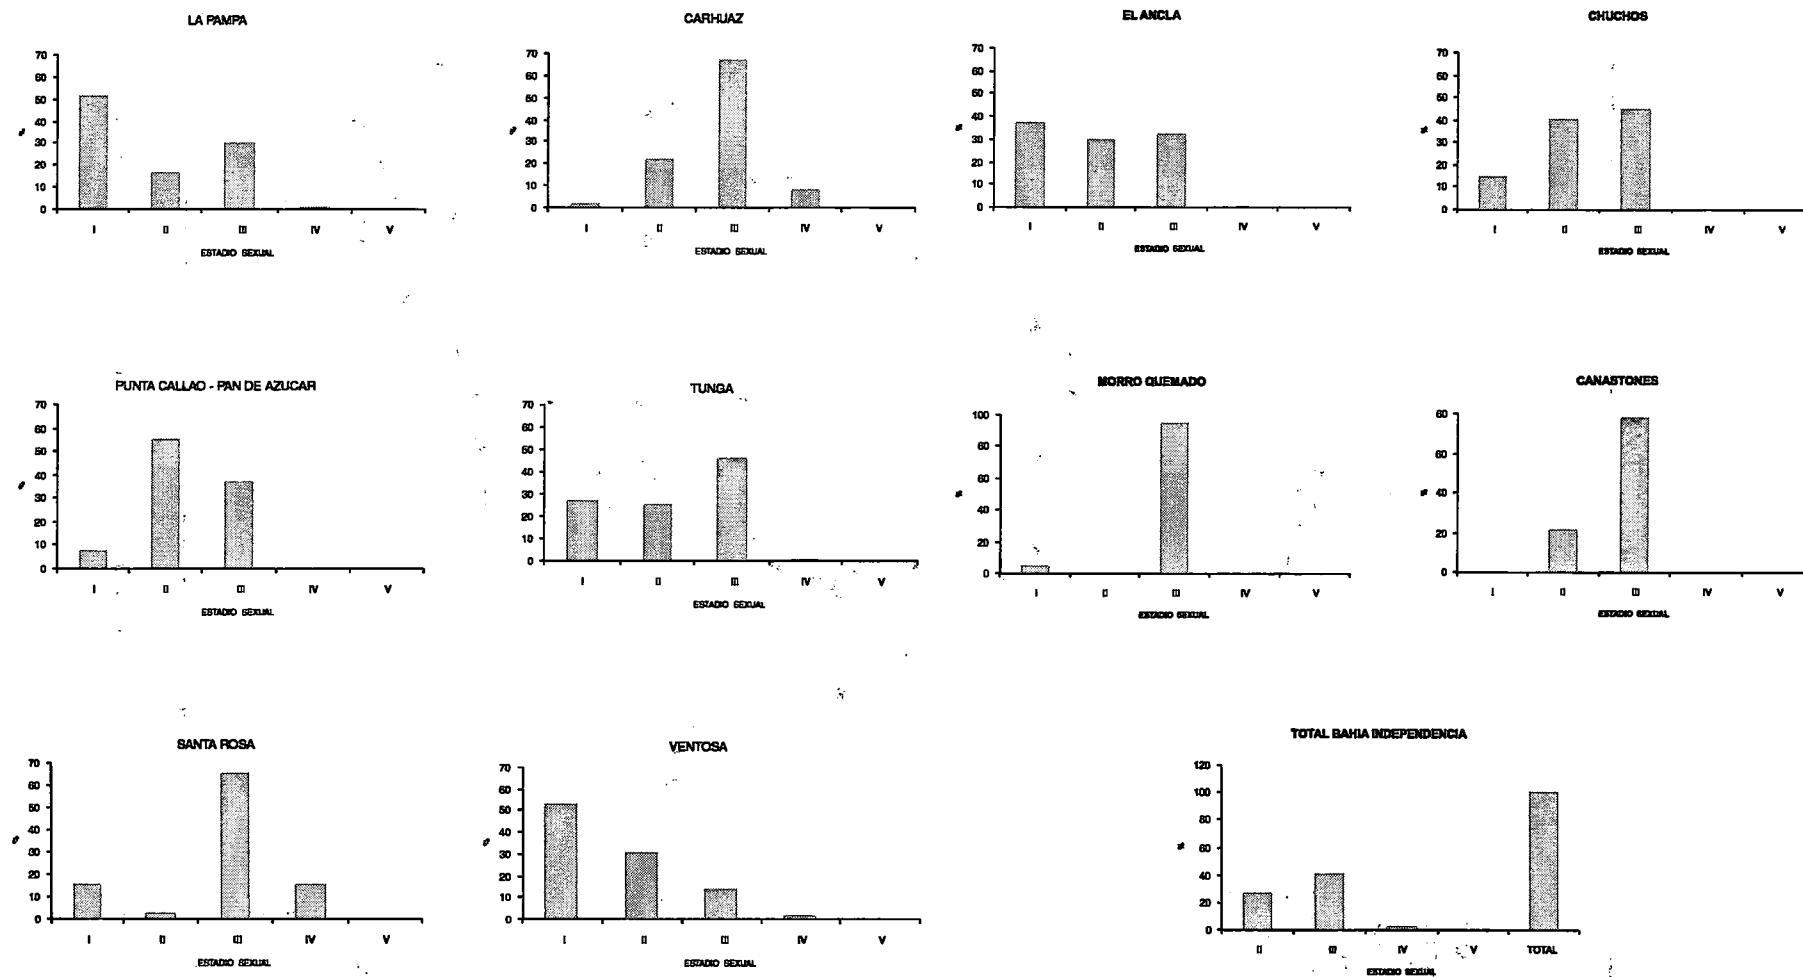 LA PAMPA
70
60
50
40
30
20
10
0
%
I II III IV V
ESTADIO SEXUAL
CARHUAZ
70
60
50
40
30
20
10
0
%
I II III IV V
ESTADIO SEXUAL
EL ANCLA
70
60
50
40
30
20
10
0
%
I II III IV V
ESTADIO SEXUAL
CHUCHOS
70
60
50
40
30
20
10
0
%
I II III IV V
ESTADIO SEXUAL
PUNTA CALLAO - PAN DE AZUCAR
70
60
50
40
30
20
10
0
%
I II III IV V
ESTADIO SEXUAL
TUNGA
70
60
50
40
30
20
10
0
I II III IV V
ESTADIO SEXUAL
MORRO QUEMADO
100
80
60
40
20
0
%
I II III IV V
ESTADIO SEXUAL
CANASTONES
80
60
40
20
0
%
I II III IV V
ESTADIO SEXUAL
SANTA ROSA
70
60
50
40
30
20
10
0
%
I II III IV V
ESTADIO SEXUAL
VENTOSA
70
60
50
40
30
20
10
0
%
I II III IV V
ESTADIO SEXUAL
TOTAL BAHIA INDEPENDENCIA
120
100
80
60
40
20
0
%
II III IV V TOTAL
ESTADIO SEXUAL